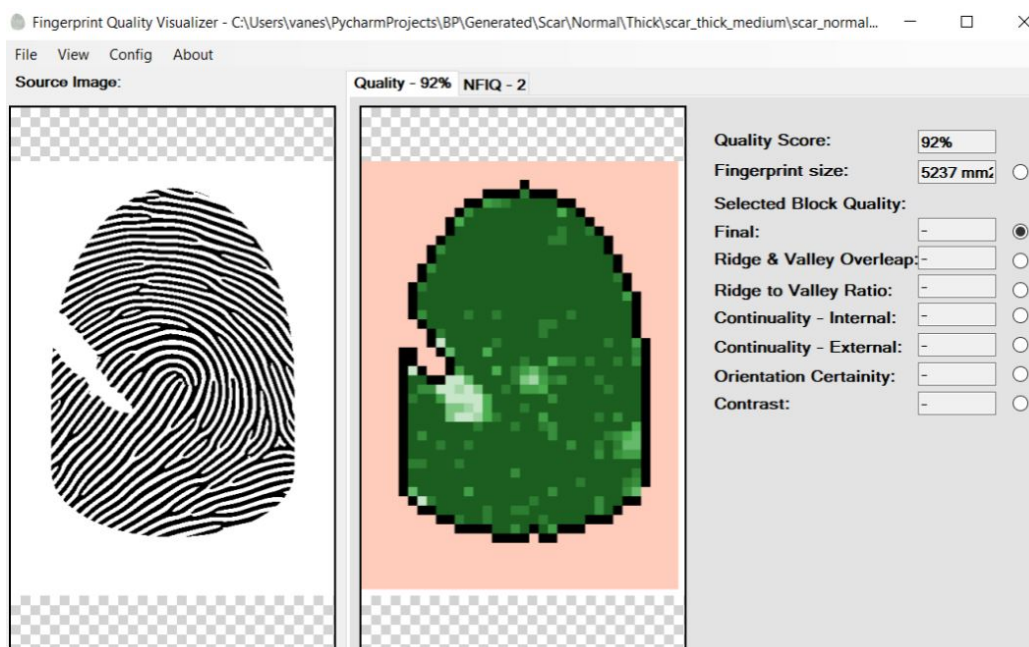 Fingerprint Quality Visualizer - C:\Users\vanes\PycharmProjects\BP\Generated\Scar\Normal\Thick\scar_thick_medium\scar_normal...
File View Config About
Source Image:
Quality - 92% NFIQ - 2
Quality Score: 92%
Fingerprint size: 5237 mm2
Selected Block Quality:
Final: -
Ridge & Valley Overleap: -
Ridge to Valley Ratio: -
Continuality - Internal: -
Continuality - External: -
Orientation Certainity: -
Contrast: -